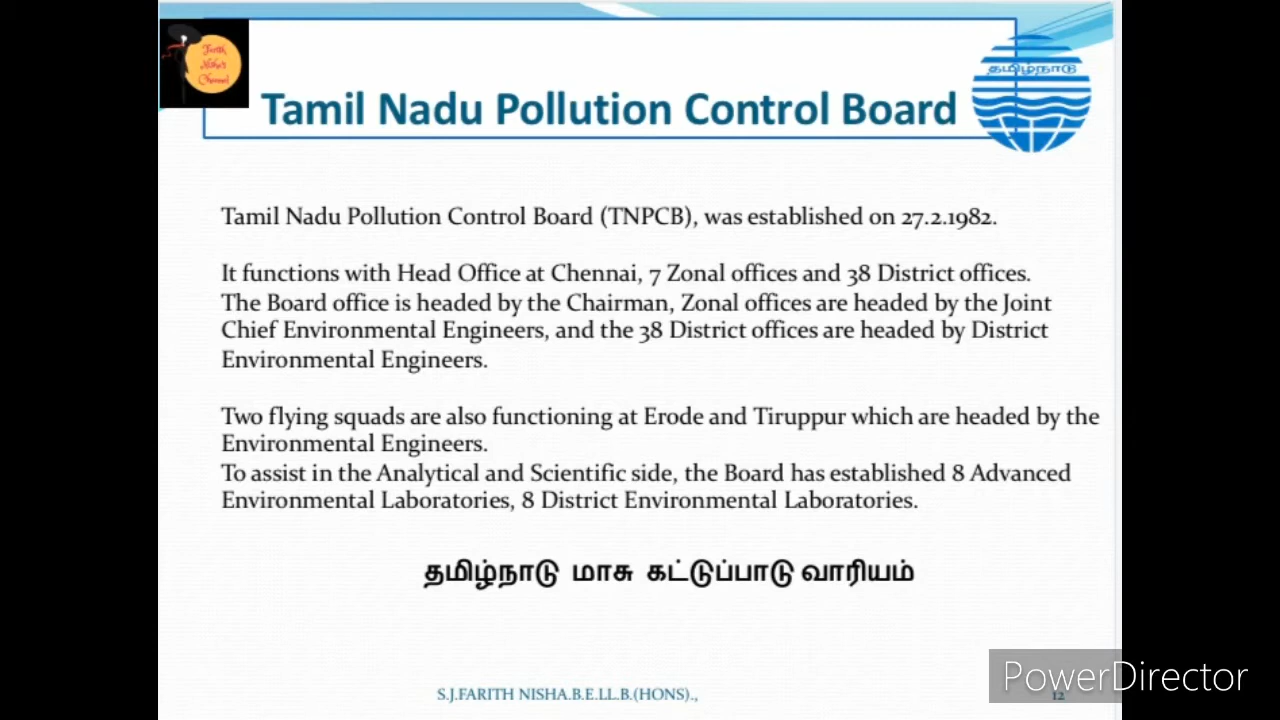 Farith
Nisha's
Channel
தமிழ்நாடு
Tamil Nadu Pollution Control Board
Tamil Nadu Pollution Control Board (TNPCB), was established on 27.2.1982.
It functions with Head Office at Chennai, 7 Zonal offices and 38 District offices.
The Board office is headed by the Chairman, Zonal offices are headed by the Joint
Chief Environmental Engineers, and the 38 District offices are headed by District
Environmental Engineers.
Two flying squads are also functioning at Erode and Tiruppur which are headed by the
Environmental Engineers.
To assist in the Analytical and Scientific side, the Board has established 8 Advanced
Environmental Laboratories, 8 District Environmental Laboratories.
தமிழ்நாடு மாசு கட்டுப்பாடு வாரியம்
S.J.FARITH NISHA.B.E.LL.B.(HONS).,
12
PowerDirector